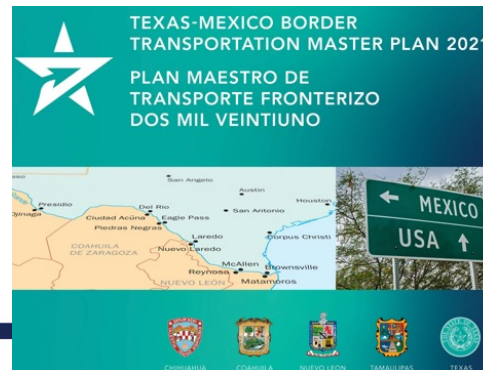 TEXAS-MEXICO BORDER
TRANSPORTATION MASTER PLAN 2021
PLAN MAESTRO DE
TRANSPORTE FRONTERIZO
DOS MIL VEINTIUNO
San Angelo
Austin
Houston
Presidio
Ojinaga
Del Rio
San Antonio
Ciudad Acúna
Eagle Pass
Piedras Negras
Laredo
Corpus Christi
COAHUILA
DE ZARAGOZA
Nuevo Laredo
McAllen
Brownsville
Reynosa
Matamoros
NUEVO LEÓN
← MEXICO
USA ↑
CHIHUAHUA
COAHUILA
NUEVO LEON
TAMAULIPAS
TEXAS